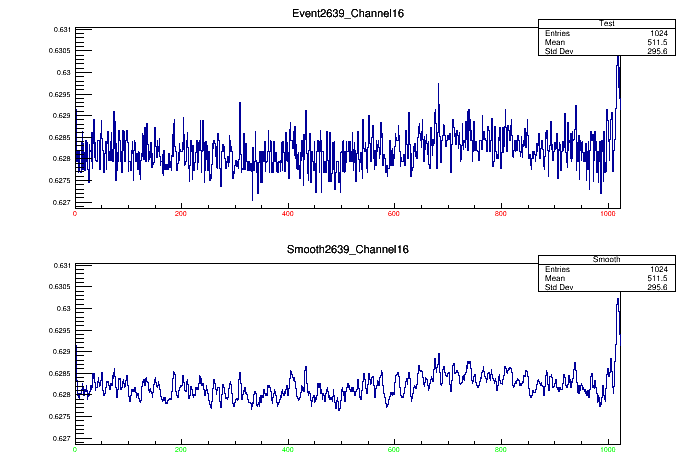 Event2639_Channel16
Test
Entries 1024
Mean 511.5
Std Dev 295.6
0.631
0.6305
0.63
0.6295
0.629
0.6285
0.628
0.6275
0.627
0 200 400 600 800 1000
Smooth2639_Channel16
Smooth
Entries 1024
Mean 511.5
Std Dev 295.6
0.631
0.6305
0.63
0.6295
0.629
0.6285
0.628
0.6275
0.627
0 200 400 600 800 1000